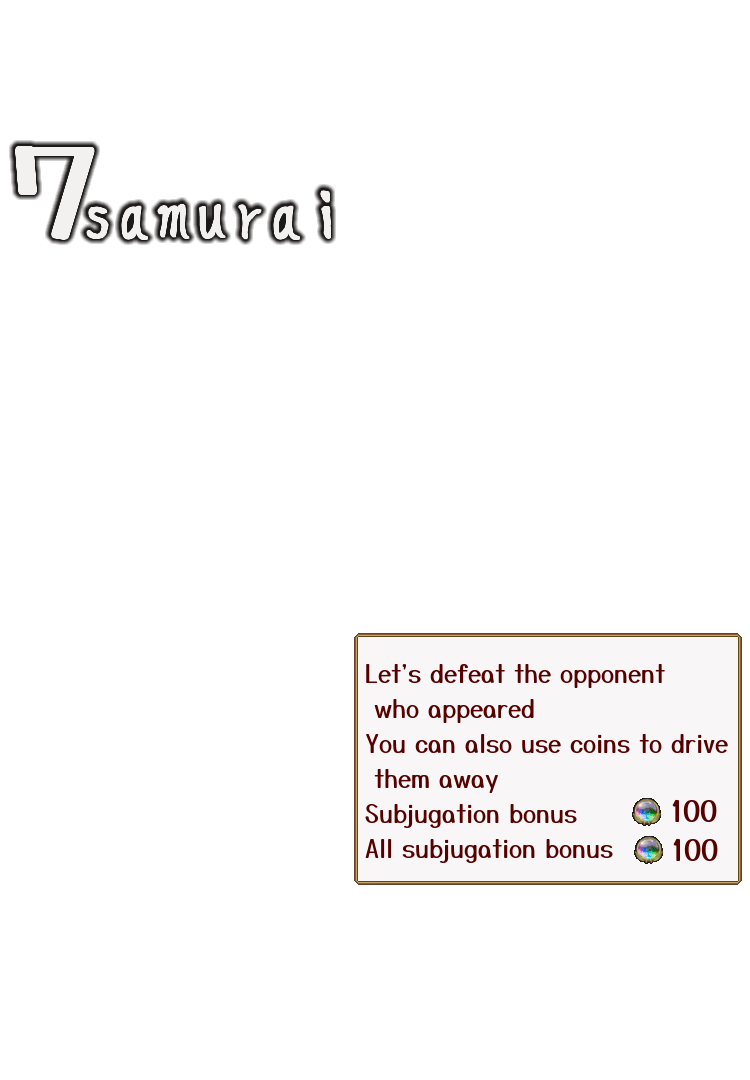 7samurai
Let's defeat the opponent
who appeared
You can also use coins to drive
them away
Subjugation bonus 100
All subjugation bonus 100